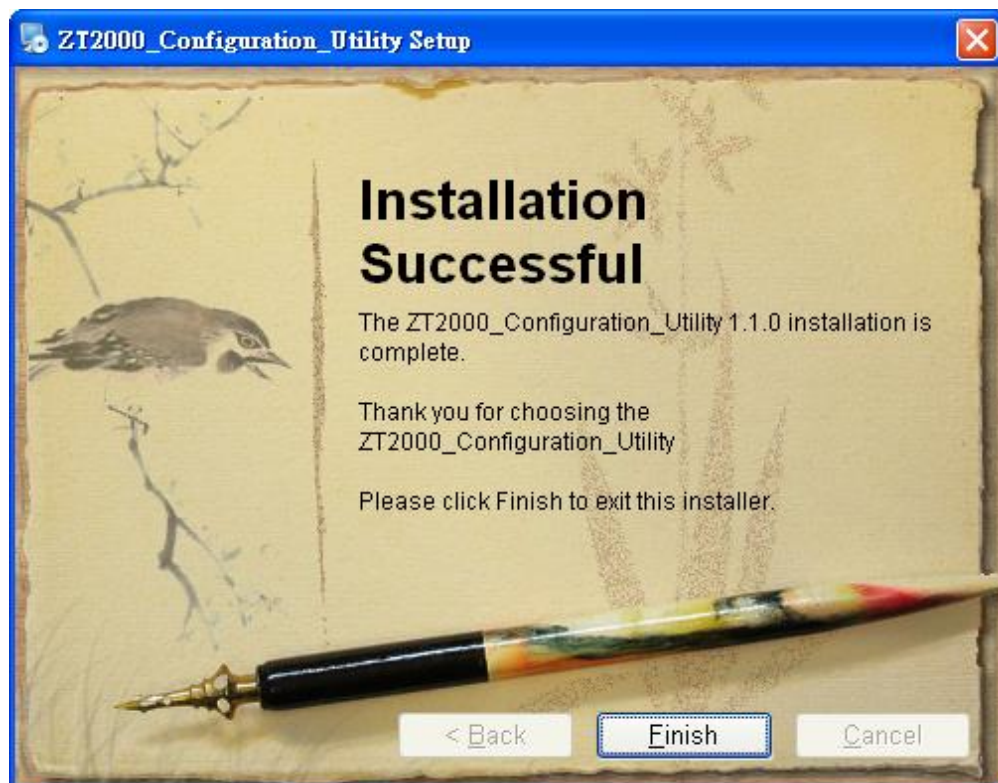 ZT2000_Configuration_Utility Setup
Installation
Successful
The ZT2000_Configuration_Utility 1.1.0 installation is
complete.
Thank you for choosing the
ZT2000_Configuration_Utility
Please click Finish to exit this installer.
< Back
Finish
Cancel